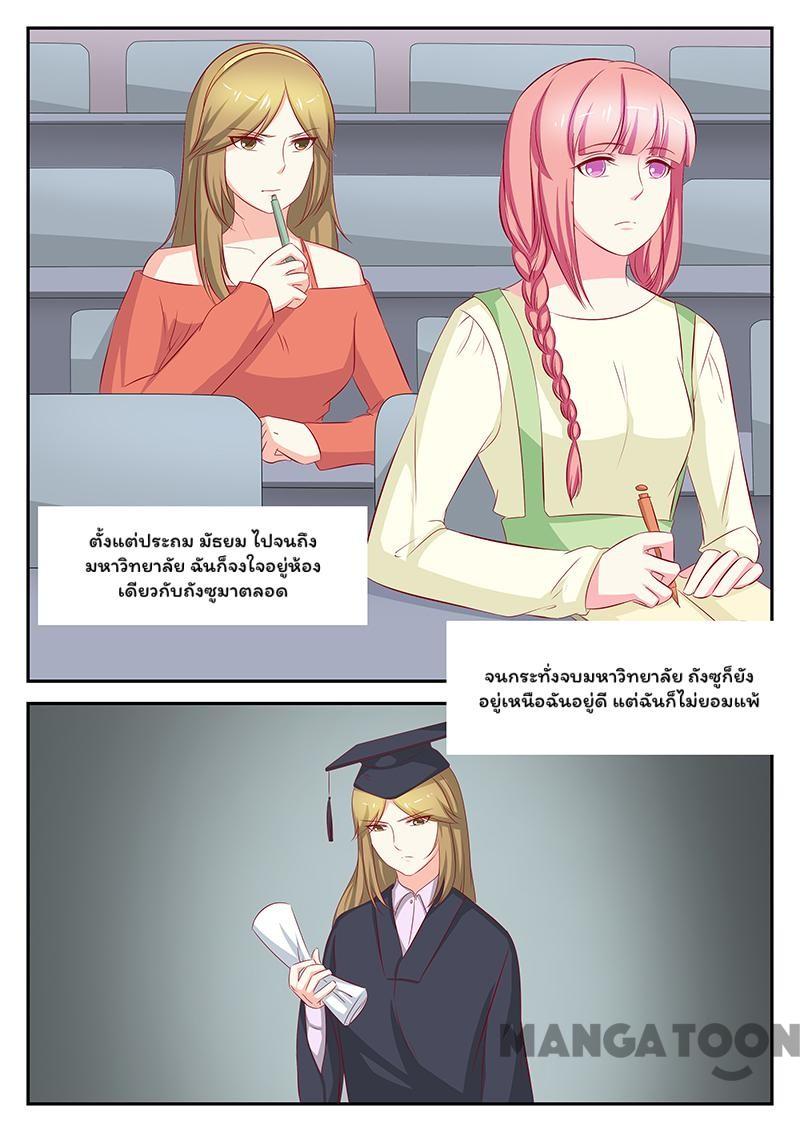 ตั้งแต่ประถม มัธยม ไปจนถึง
มหาวิทยาลัย ฉันก็จงใจอยู่ห้อง
เดียวกับถังซูมาตลอด
จนกระทั่งจบมหาวิทยาลัย ถังซูก็ยัง
อยู่เหนือฉันอยู่ดี แต่ฉันก็ไม่ยอมแพ้
MANGATOON